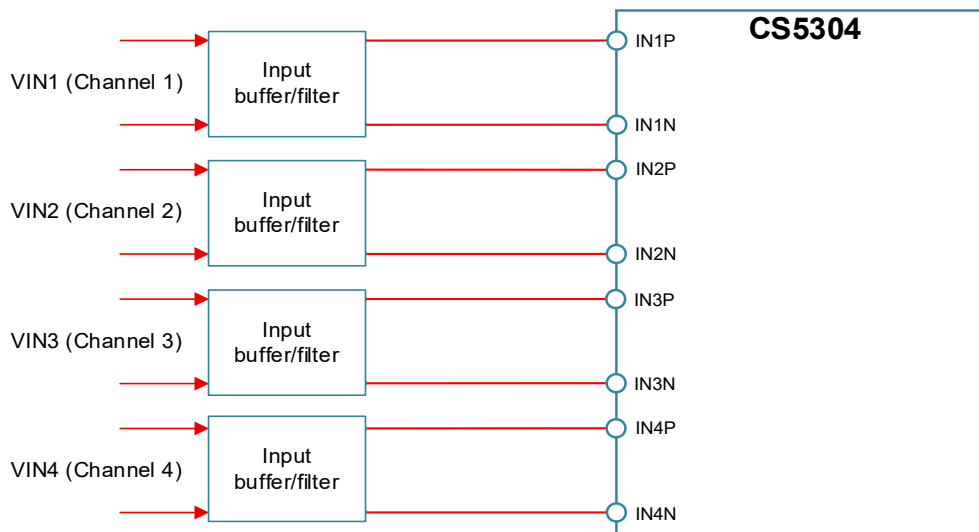 CS5304
IN1P
Input
buffer/filter
VIN1 (Channel 1)
IN1N
IN2P
Input
buffer/filter
VIN2 (Channel 2)
IN2N
IN3P
Input
buffer/filter
VIN3 (Channel 3)
IN3N
IN4P
Input
buffer/filter
VIN4 (Channel 4)
IN4N